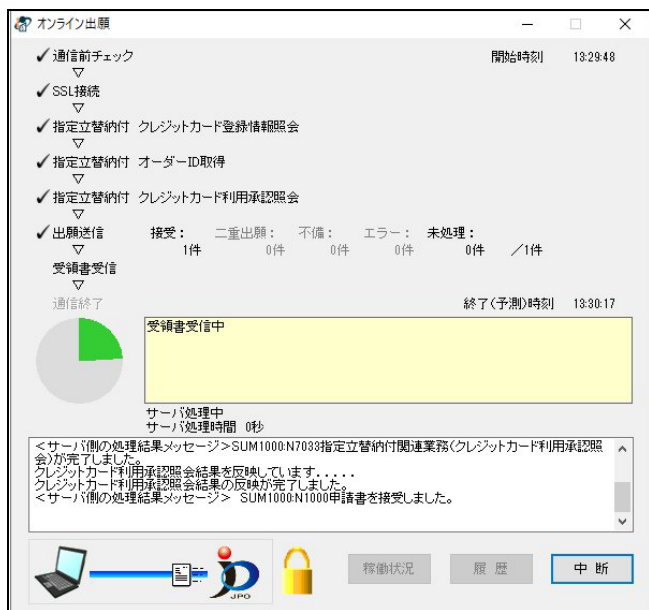 オンライン出願
通信前チェック 開始時刻 13:29:48
▽
SSL接続
▽
指定立替納付 クレジットカード登録情報照会
▽
指定立替納付 オーダーID取得
▽
指定立替納付 クレジットカード利用承認照会
▽
出願送信 接受： 二重出願： 不備： エラー： 未処理：
▽ 1件 0件 0件 0件 0件 ／1件
受領書受信
▽
通信終了 終了(予測)時刻 13:30:17
受領書受信中
サーバ処理中
サーバ処理時間 0秒
＜サーバ側の処理結果メッセージ＞SUM1000:N7033指定立替納付関連業務(クレジットカード利用承認照
会)が完了しました。
クレジットカード利用承認照会結果を反映しています.....
クレジットカード利用承認照会結果の反映が完了しました。
＜サーバ側の処理結果メッセージ＞ SUM1000:N1000申請書を接受しました。
JPO
稼働状況 履 歴 中 断